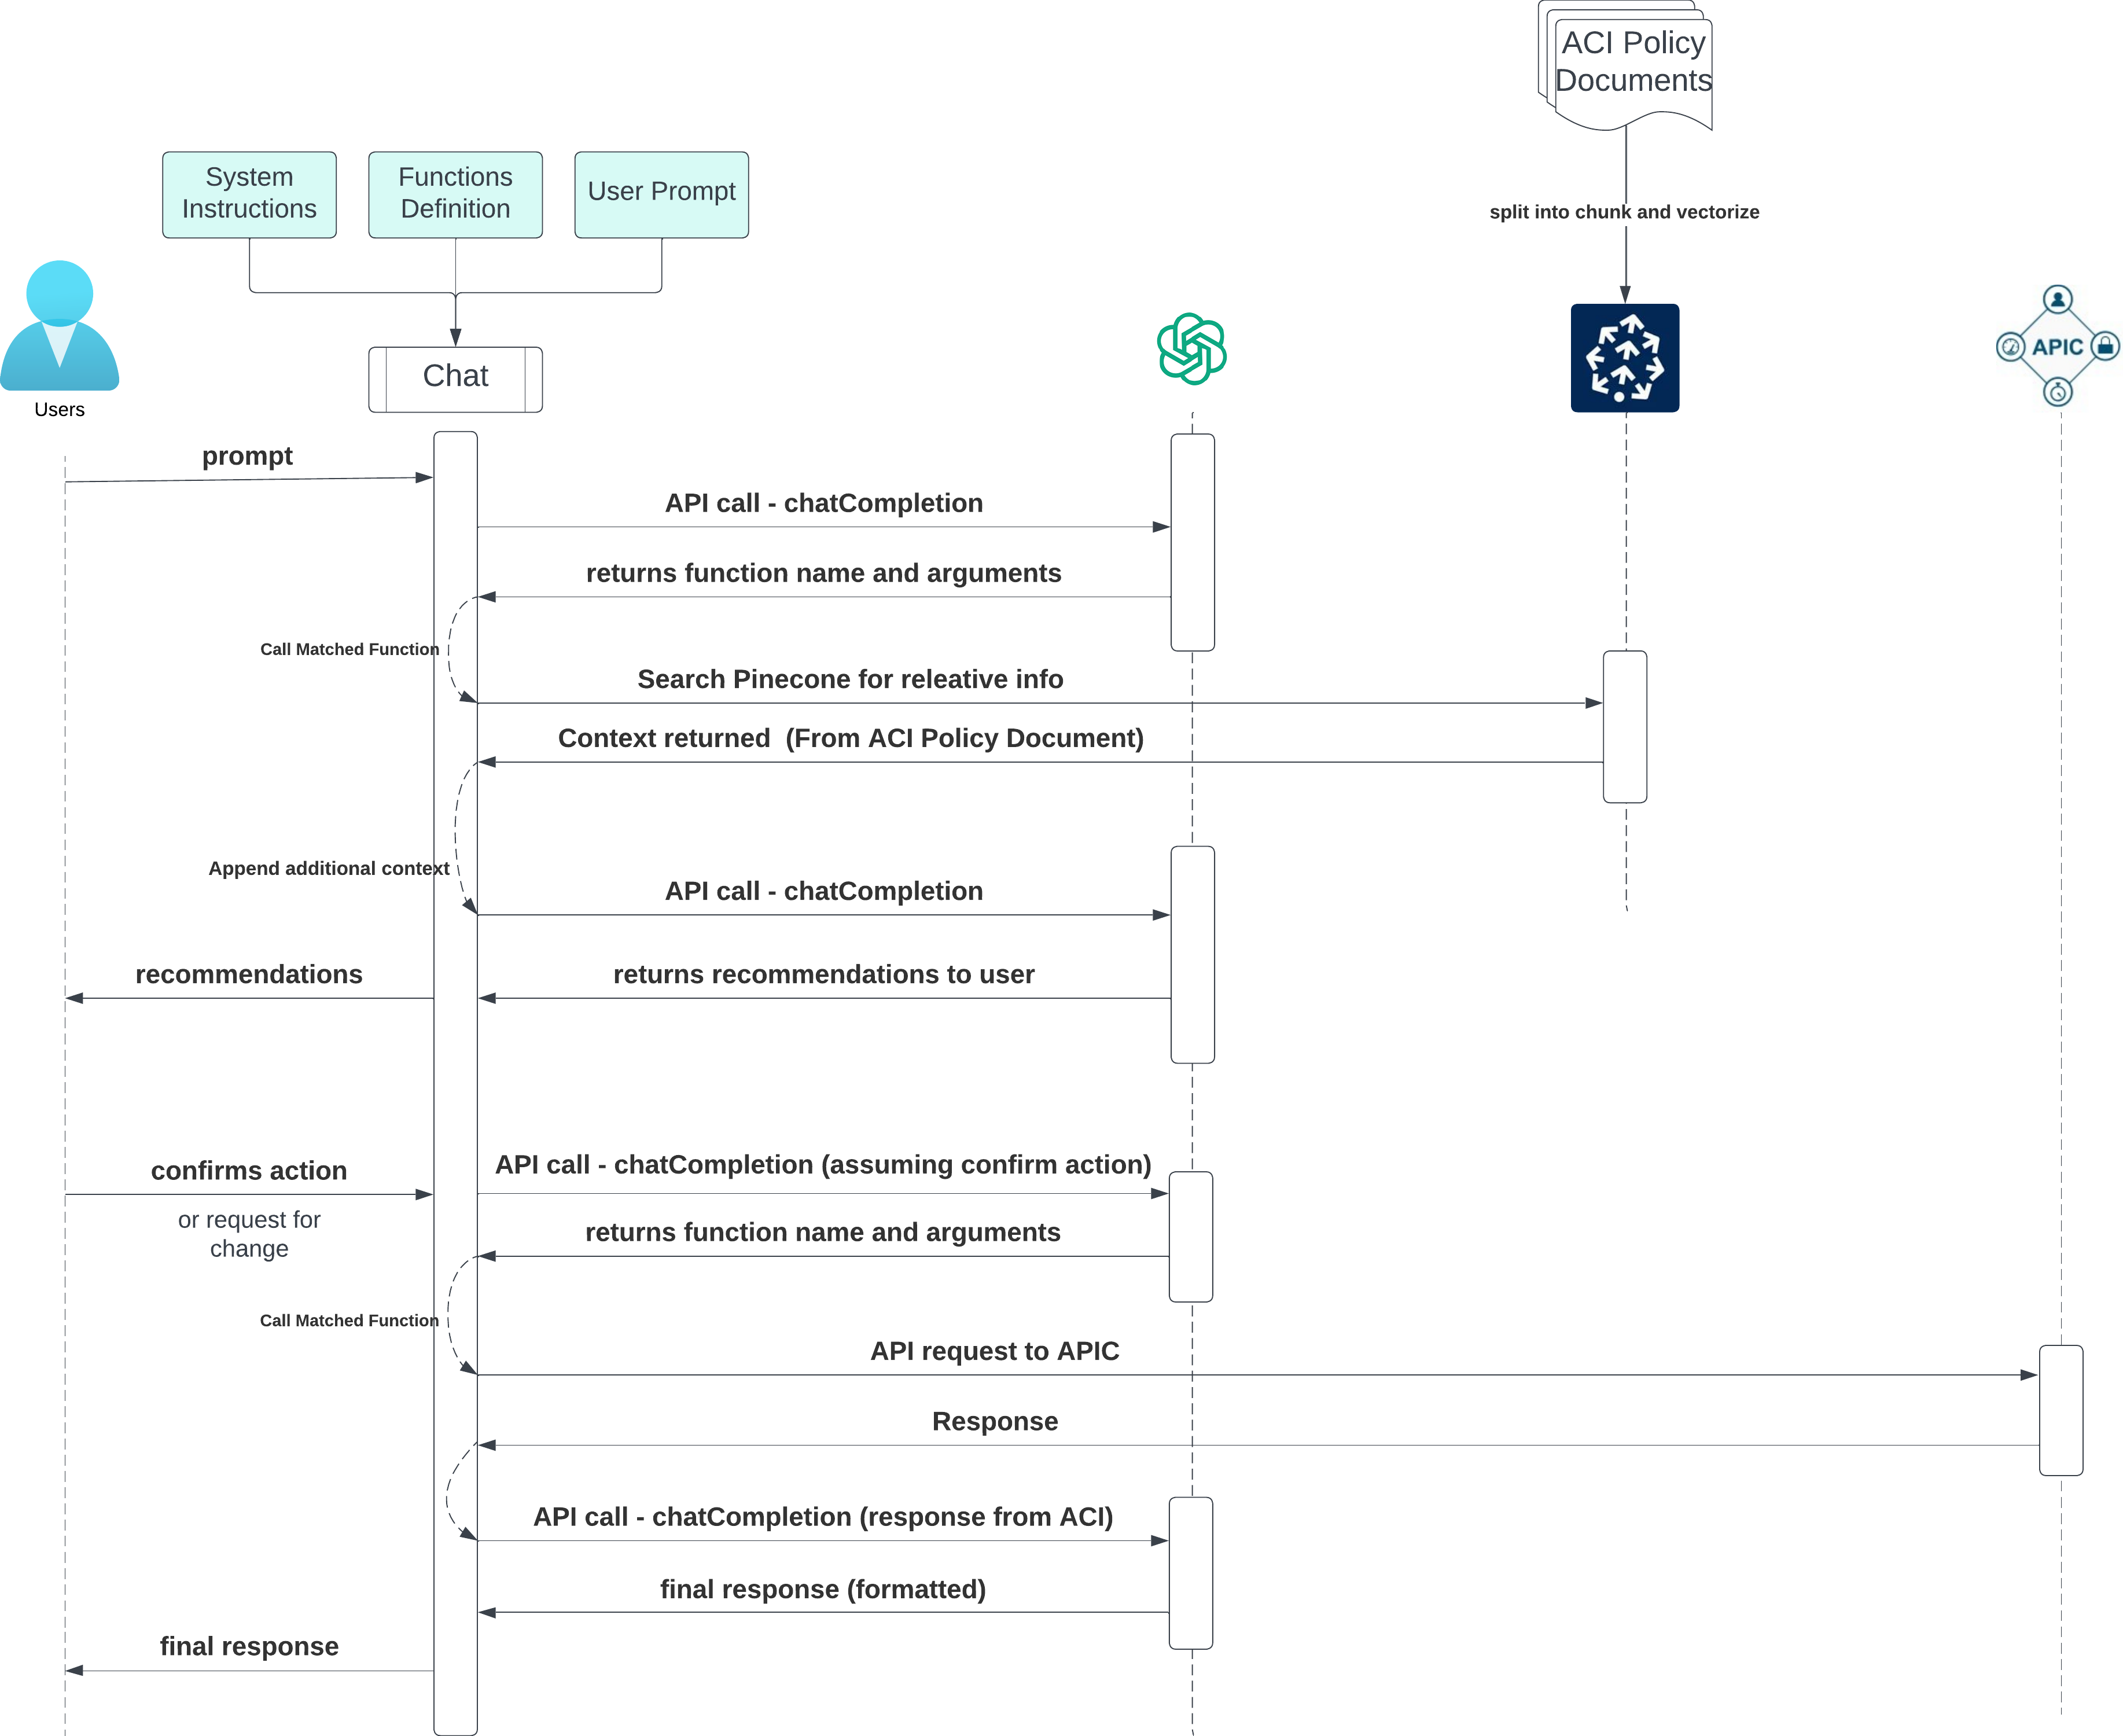 ACI Policy
Documents
System
Instructions
Functions
Definition
User Prompt
split into chunk and vectorize
Chat
APIC
Users
prompt
API call - chatCompletion
returns function name and arguments
Call Matched Function
Search Pinecone for releative info
Context returned  (From ACI Policy Document)
Append additional context
API call - chatCompletion
recommendations
returns recommendations to user
confirms action
API call - chatCompletion (assuming confirm action)
or request for
change
returns function name and arguments
Call Matched Function
API request to APIC
Response
API call - chatCompletion (response from ACI)
final response (formatted)
final response